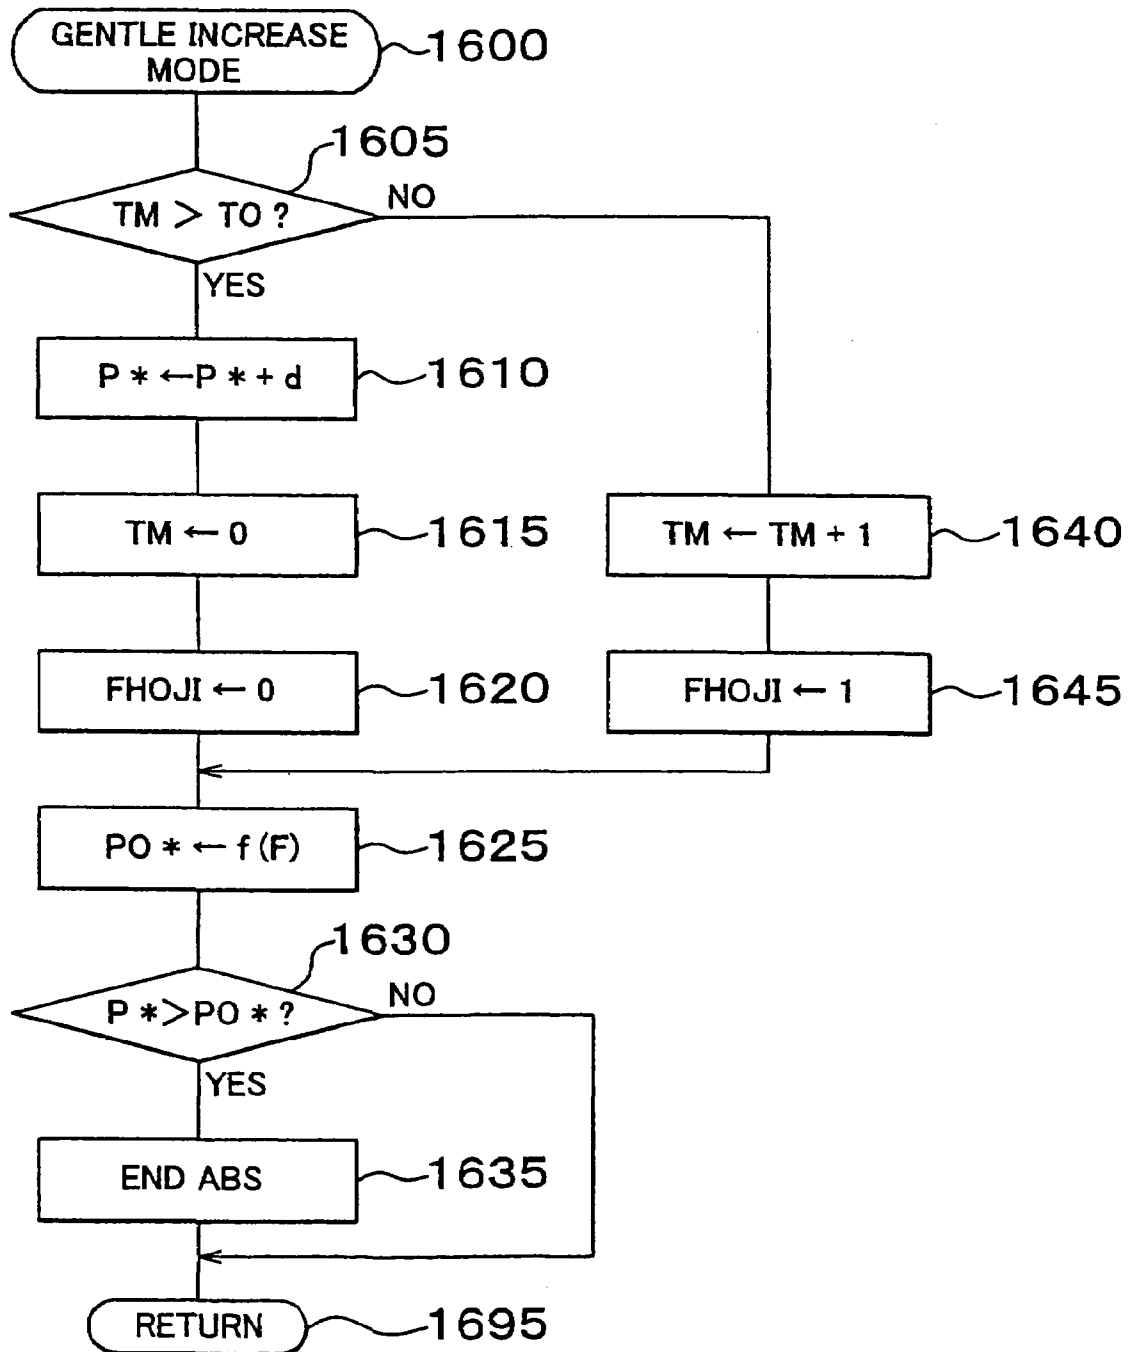 GENTLE INCREASE
MODE
1600
1605
TM > TO ?
NO
YES
P * ← P * + d
1610
TM ← 0
1615
TM ← TM + 1
1640
FHOJI ← 0
1620
FHOJI ← 1
1645
PO * ← f (F)
1625
1630
P * > PO * ?
NO
YES
END ABS
1635
RETURN
1695